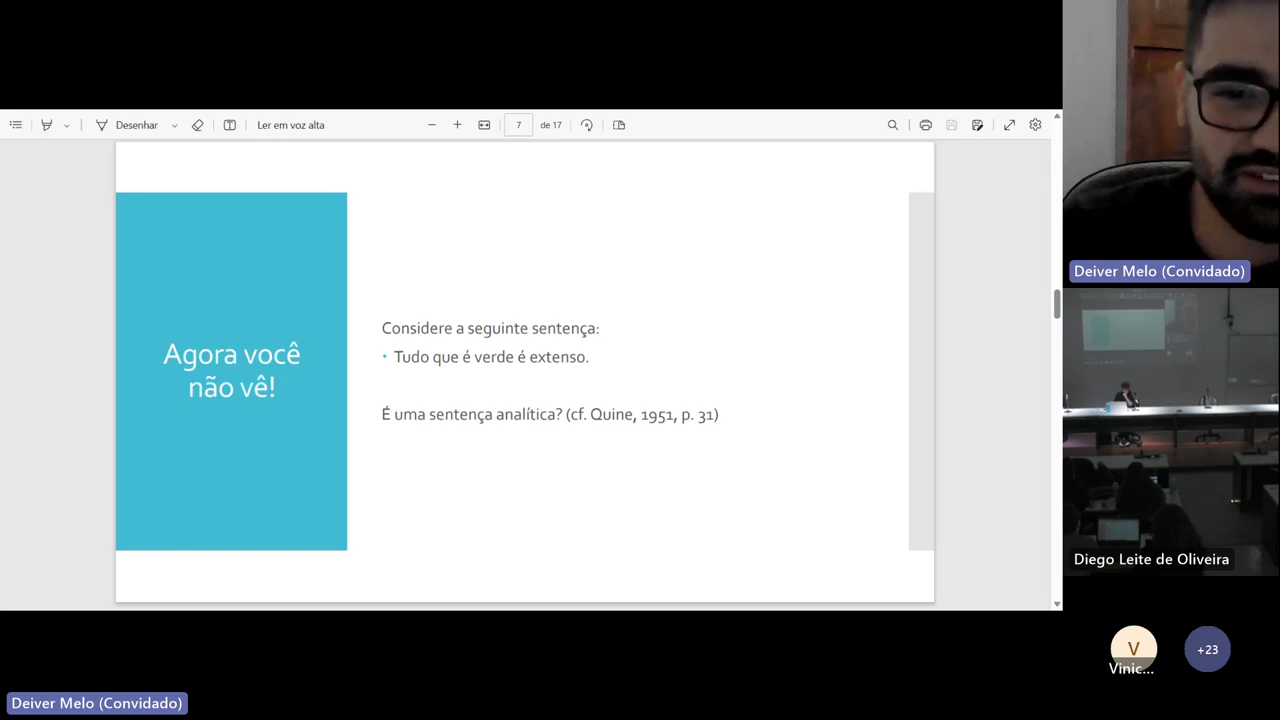 Desenhar
Ler em voz alta
7
de 17
Agora você
não vê!
Considere a seguinte sentença:
• Tudo que é verde é extenso.
É uma sentença analítica? (cf. Quine, 1951, p. 31)
Deiver Melo (Convidado)
Diego Leite de Oliveira
V
Vinic...
+23
Deiver Melo (Convidado)